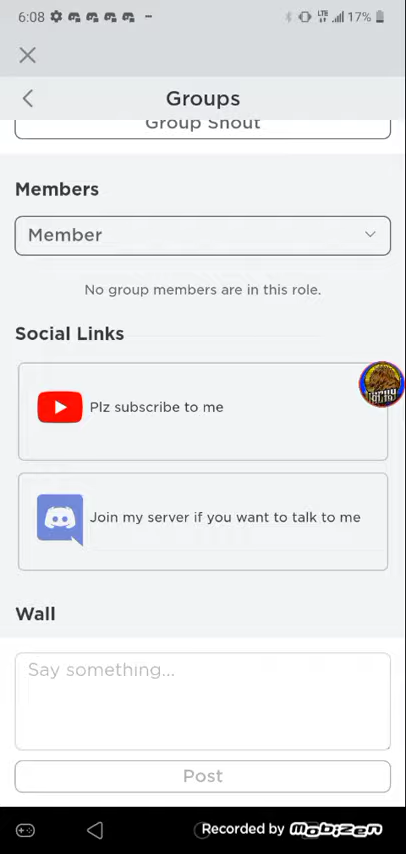 6:08
LTE 17%
Groups
Group Shout
Members
Member
No group members are in this role.
Social Links
Plz subscribe to me
Join my server if you want to talk to me
Wall
Say something...
Post
Recorded by mobizen